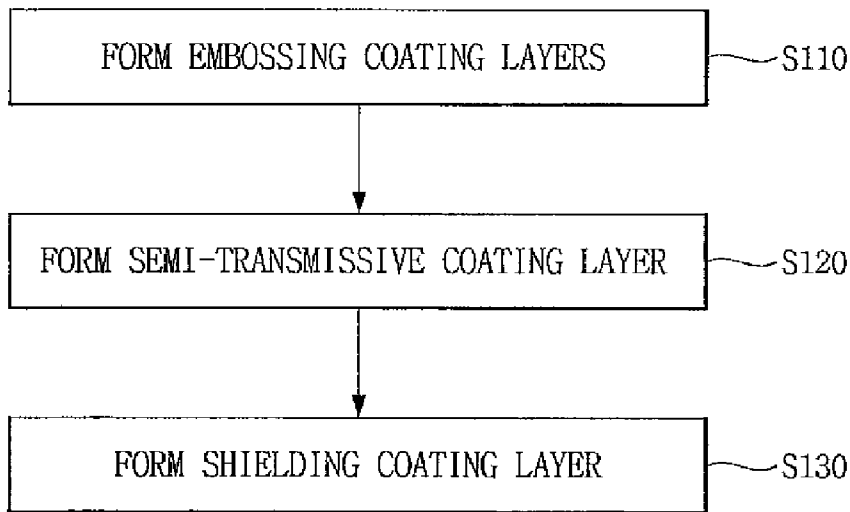 FORM EMBOSSING COATING LAYERS S110
FORM SEMI-TRANSMISSIVE COATING LAYER S120
FORM SHIELDING COATING LAYER S130